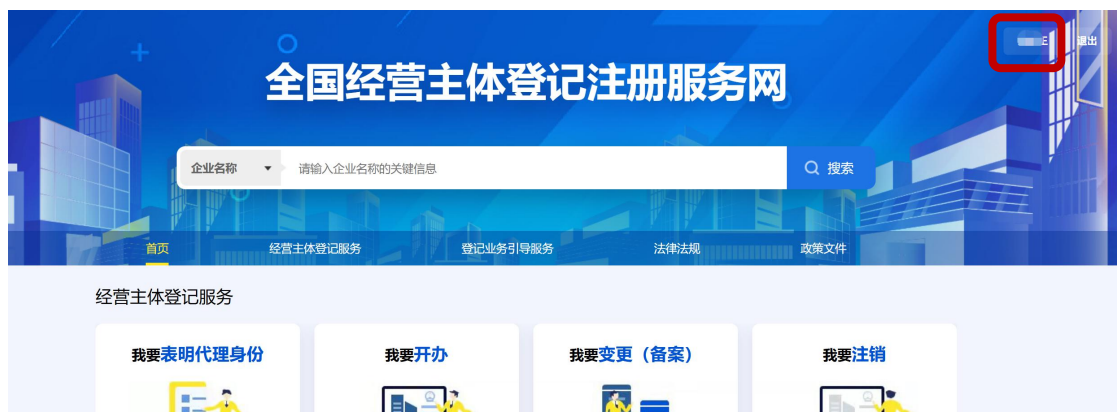 退出
全国经营主体登记注册服务网
企业名称 请输入企业名称的关键信息 搜索
首页 经营主体登记服务 登记业务引导服务 法律法规 政策文件
经营主体登记服务
我要表明代理身份 我要开办 我要变更（备案） 我要注销